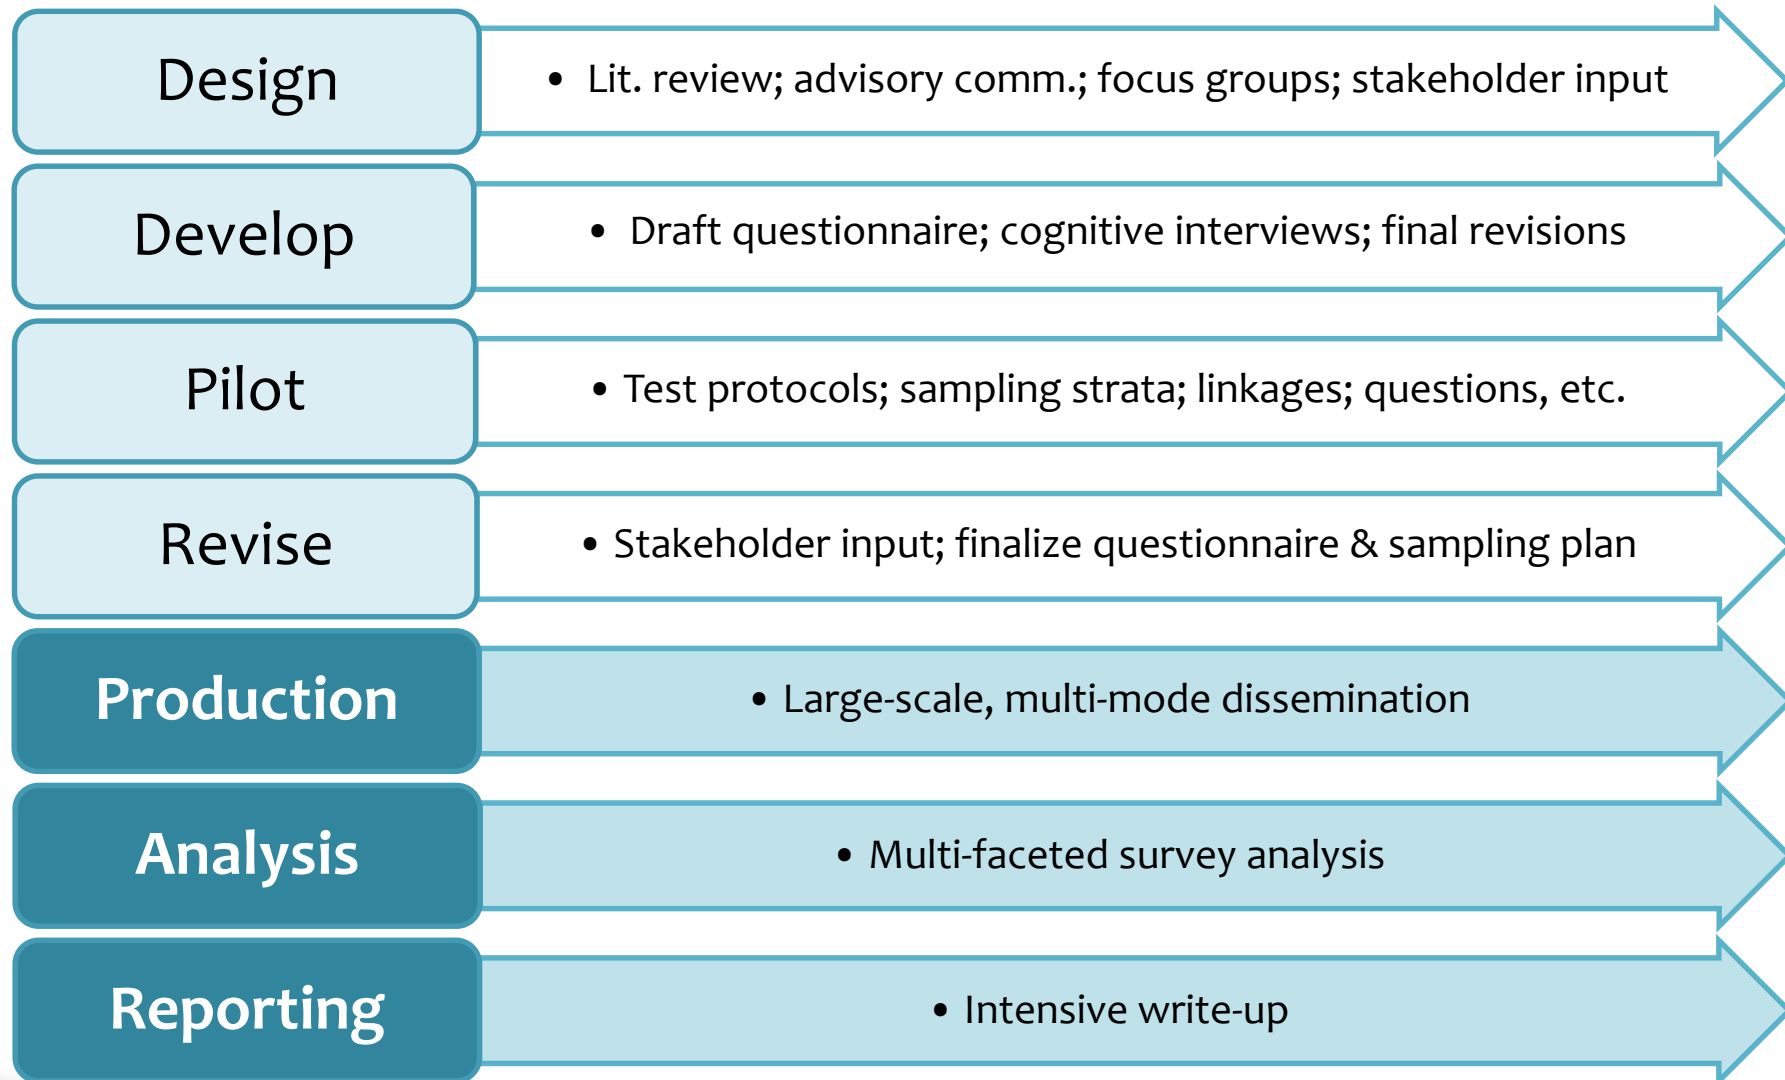 Design
• Lit. review; advisory comm.; focus groups; stakeholder input
Develop
• Draft questionnaire; cognitive interviews; final revisions
Pilot
• Test protocols; sampling strata; linkages; questions, etc.
Revise
• Stakeholder input; finalize questionnaire & sampling plan
Production
• Large-scale, multi-mode dissemination
Analysis
• Multi-faceted survey analysis
Reporting
• Intensive write-up